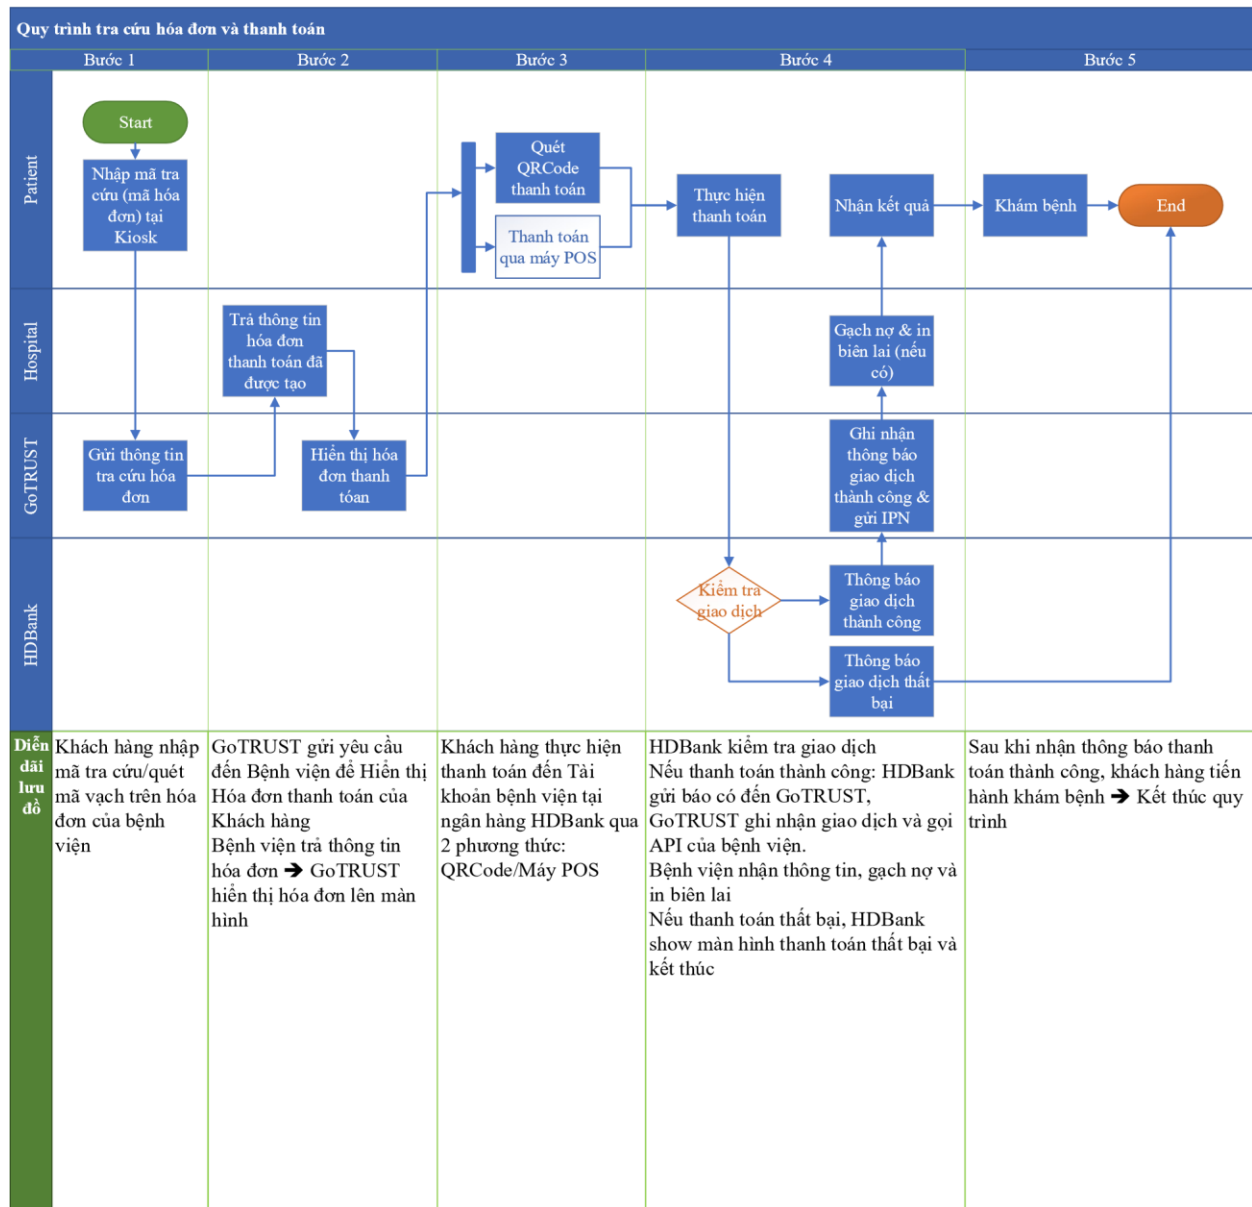 Quy trình tra cứu hóa đơn và thanh toán
Bước 1
Bước 2
Bước 3
Bước 4
Bước 5
Patient
Start
Nhập mã tra
cứu (mã hóa
đơn) tại
Kiosk
Quét
QRCode
thanh toán
Thanh toán
qua máy POS
Thực hiện
thanh toán
Nhận kết quả
Khám bệnh
End
Hospital
Trả thông tin
hóa đơn
thanh toán đã
được tạo
Gạch nợ & in
biên lai (nếu
có)
GoTRUST
Gửi thông tin
tra cứu hóa
đơn
Hiển thị hóa
đơn thanh
tóan
Ghi nhận
thông báo
giao dịch
thành công &
gửi IPN
HDBank
Kiểm tra
giao dịch
Thông báo
giao dịch
thành công
Thông báo
giao dịch thất
bại
Diễn
dãi lưu
đồ
Khách hàng nhập
mã tra cứu/quét
mã vạch trên hóa
đơn của bệnh
viện
GoTRUST gửi yêu cầu
đến Bệnh viện để Hiển thị
Hóa đơn thanh toán của
Khách hàng
Bệnh viện trả thông tin
hóa đơn ➔ GoTRUST
hiển thị hóa đơn lên màn
hình
Khách hàng thực hiện
thanh toán đến Tài
khoản bệnh viện tại
ngân hàng HDBank qua
2 phương thức:
QRCode/Máy POS
HDBank kiểm tra giao dịch
Nếu thanh toán thành công: HDBank
gửi báo có đến GoTRUST,
GoTRUST ghi nhận giao dịch và gọi
API của bệnh viện.
Bệnh viện nhận thông tin, gạch nợ và
in biên lai
Nếu thanh toán thất bại, HDBank
show màn hình thanh toán thất bại và
kết thúc
Sau khi nhận thông báo thanh
toán thành công, khách hàng tiến
hành khám bệnh ➔ Kết thúc quy
trình